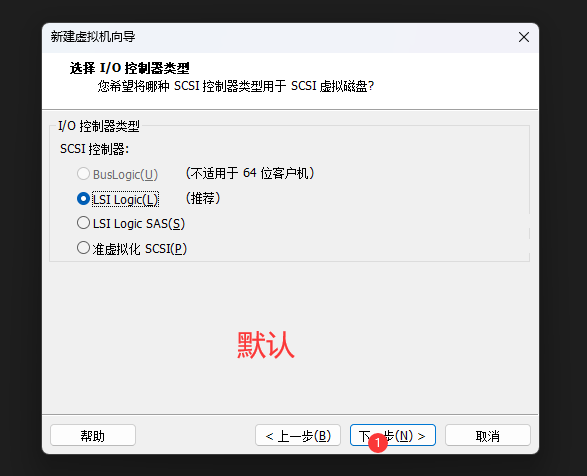 新建虚拟机向导
选择 I/O 控制器类型
您希望将哪种 SCSI 控制器类型用于 SCSI 虚拟磁盘?
I/O 控制器类型
SCSI 控制器:
BusLogic(U) (不适用于 64 位客户机)
LSI Logic(L) (推荐)
LSI Logic SAS(S)
准虚拟化 SCSI(P)
默认
帮助 < 上一步(B) 下一步(N) > 取消
1